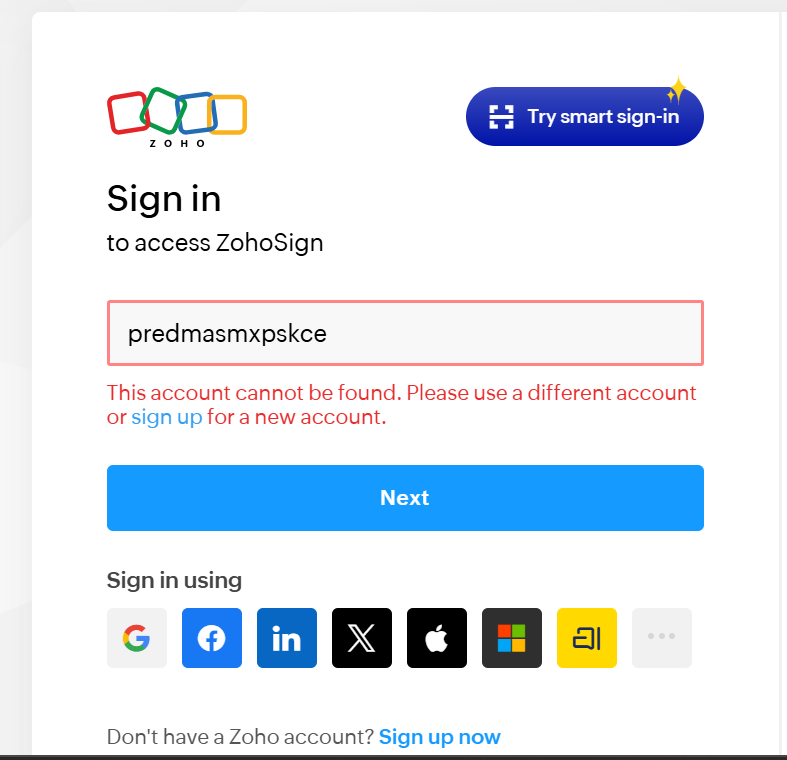 ZOHO
Try smart sign-in
Sign in
to access ZohoSign
predmasmxpskce
This account cannot be found. Please use a different account
or sign up for a new account.
Next
Sign in using
in
Don't have a Zoho account? Sign up now